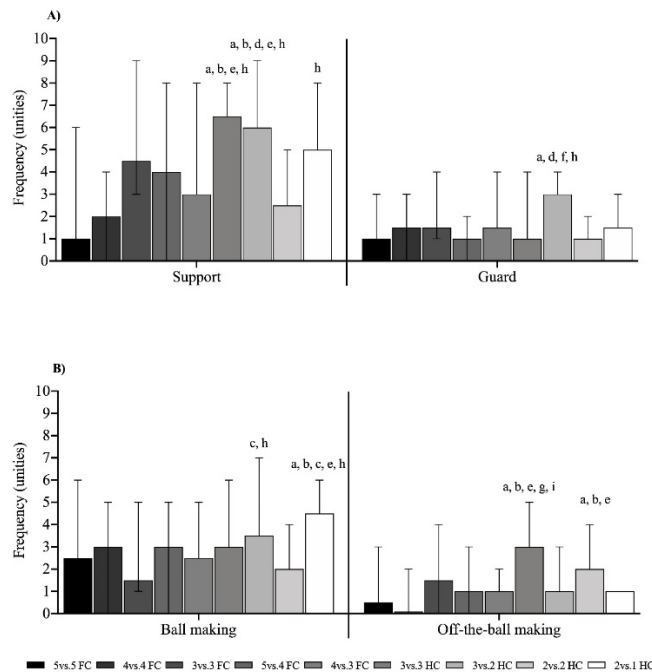 A)
10
9
8
7
6
5
4
3
2
1
0
Frequency (unities)
a, b, d, e, h
a, b, e, h
h
a, d, f, h
Support
Guard
B)
10
9
8
7
6
5
4
3
2
1
0
Frequency (unities)
c, h
a, b, c, e, h
a, b, e, g, i
a, b, e
Ball making
Off-the-ball making
5vs.5 FC 4vs.4 FC 3vs.3 FC 5vs.4 FC 4vs.3 FC 3vs.3 HC 3vs.2 HC 2vs.2 HC 2vs.1 HC